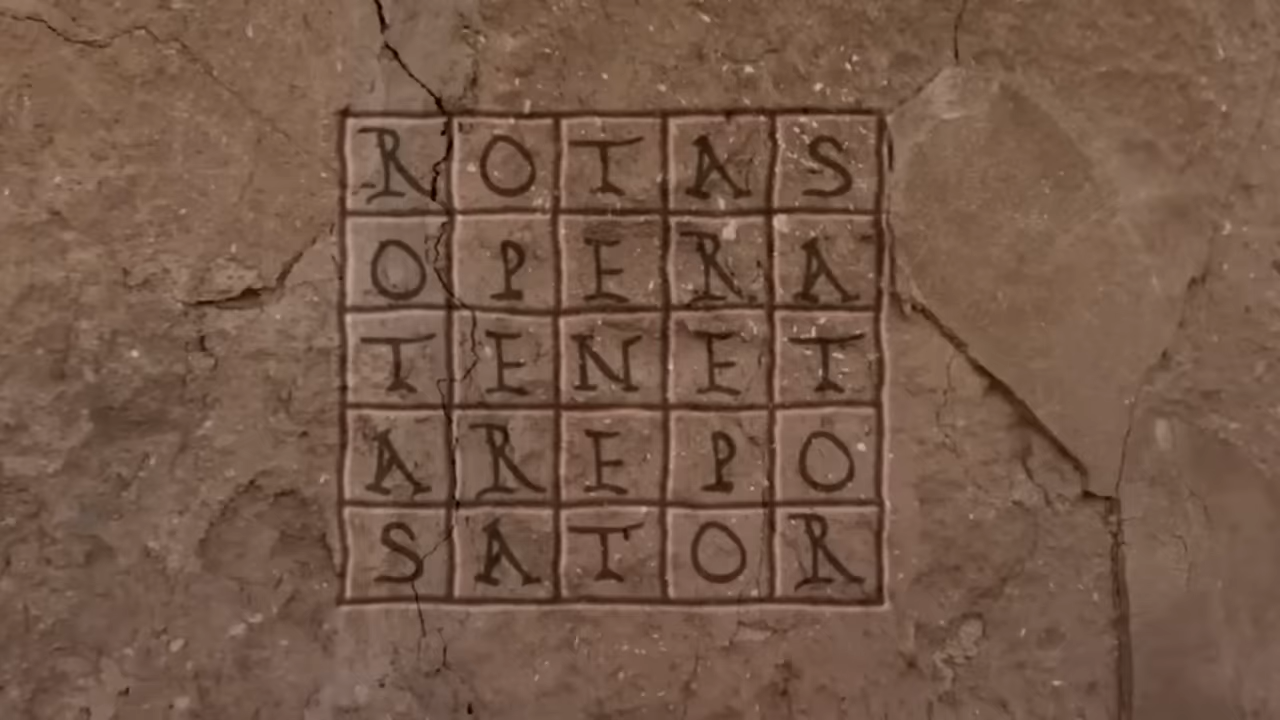 ROTAS
OPERA
TENET
AREPO
SATOR